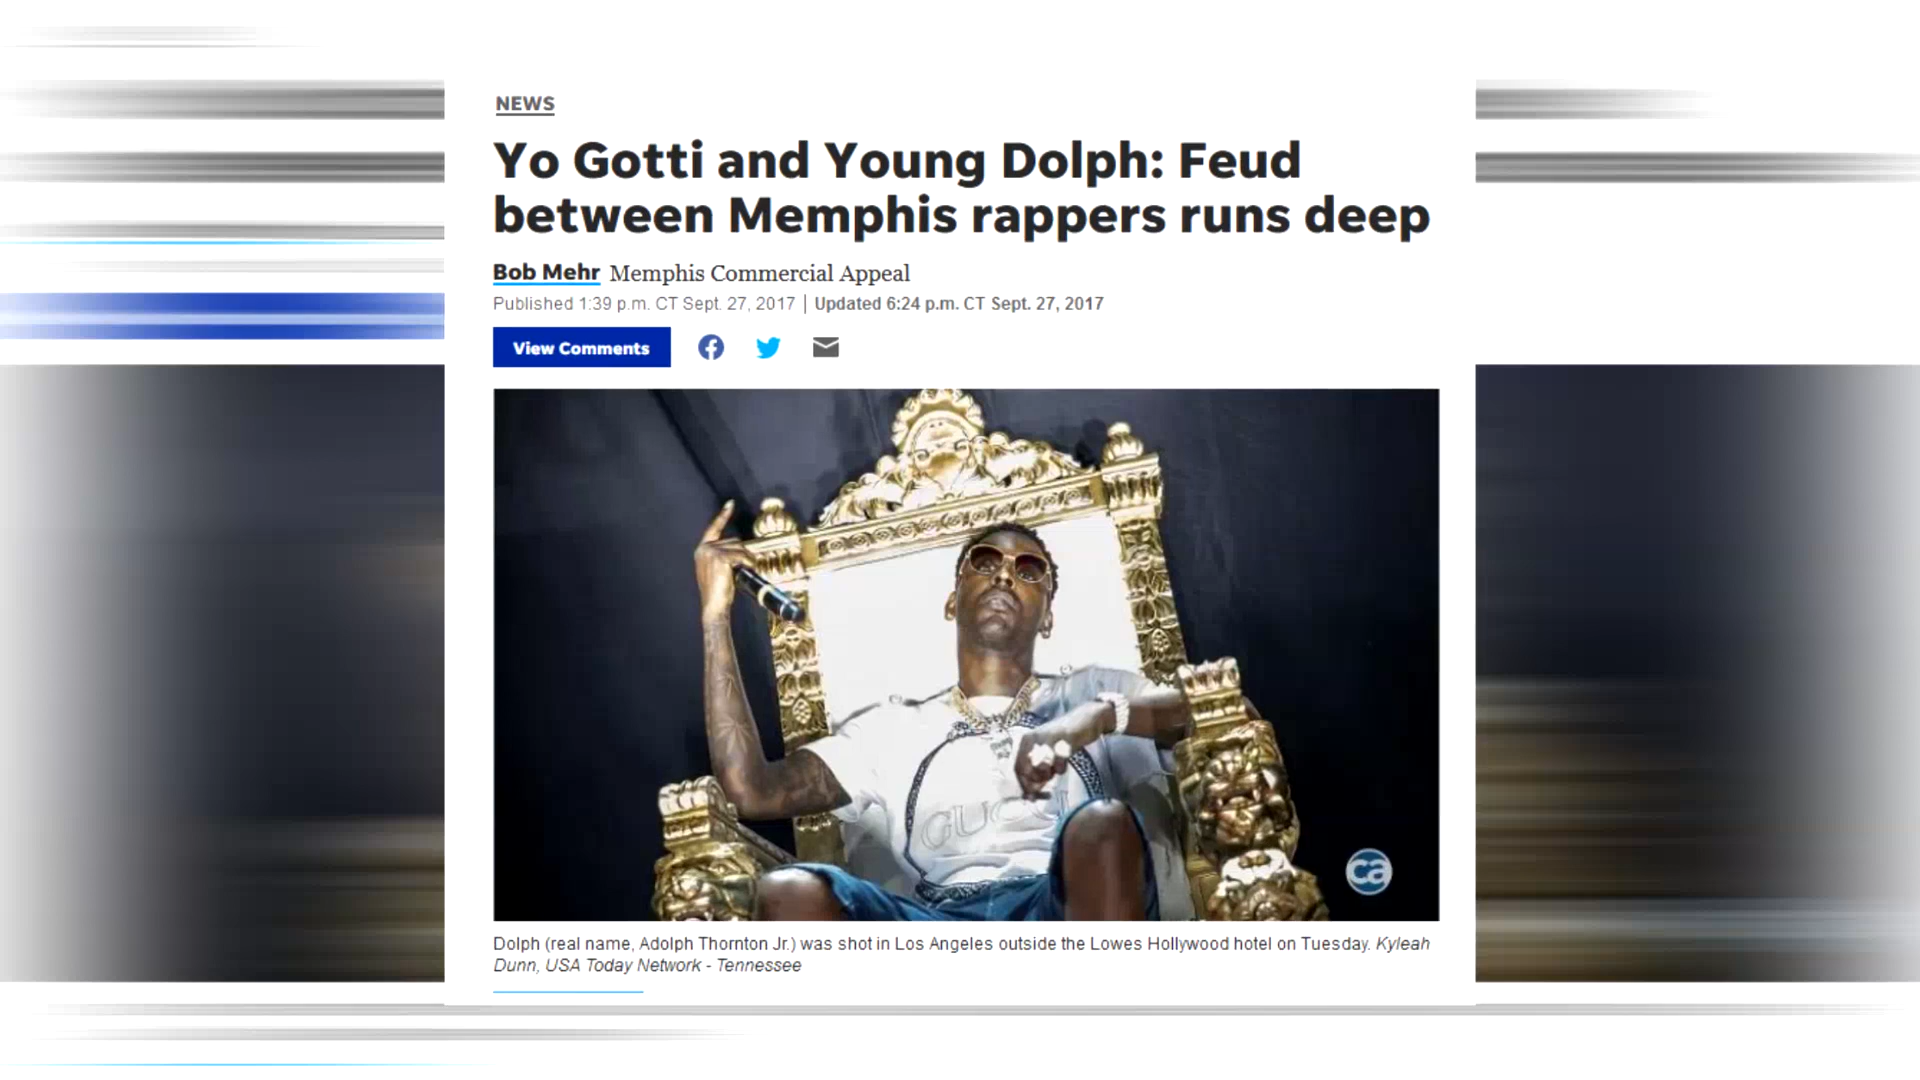 NEWS
Yo Gotti and Young Dolph: Feud
between Memphis rappers runs deep
Bob Mehr Memphis Commercial Appeal
Published 1:39 p.m. CT Sept. 27, 2017 | Updated 6:24 p.m. CT Sept. 27, 2017
View Comments
GUCCI
ca
Dolph (real name, Adolph Thornton Jr.) was shot in Los Angeles outside the Lowes Hollywood hotel on Tuesday. Kyleah
Dunn, USA Today Network - Tennessee